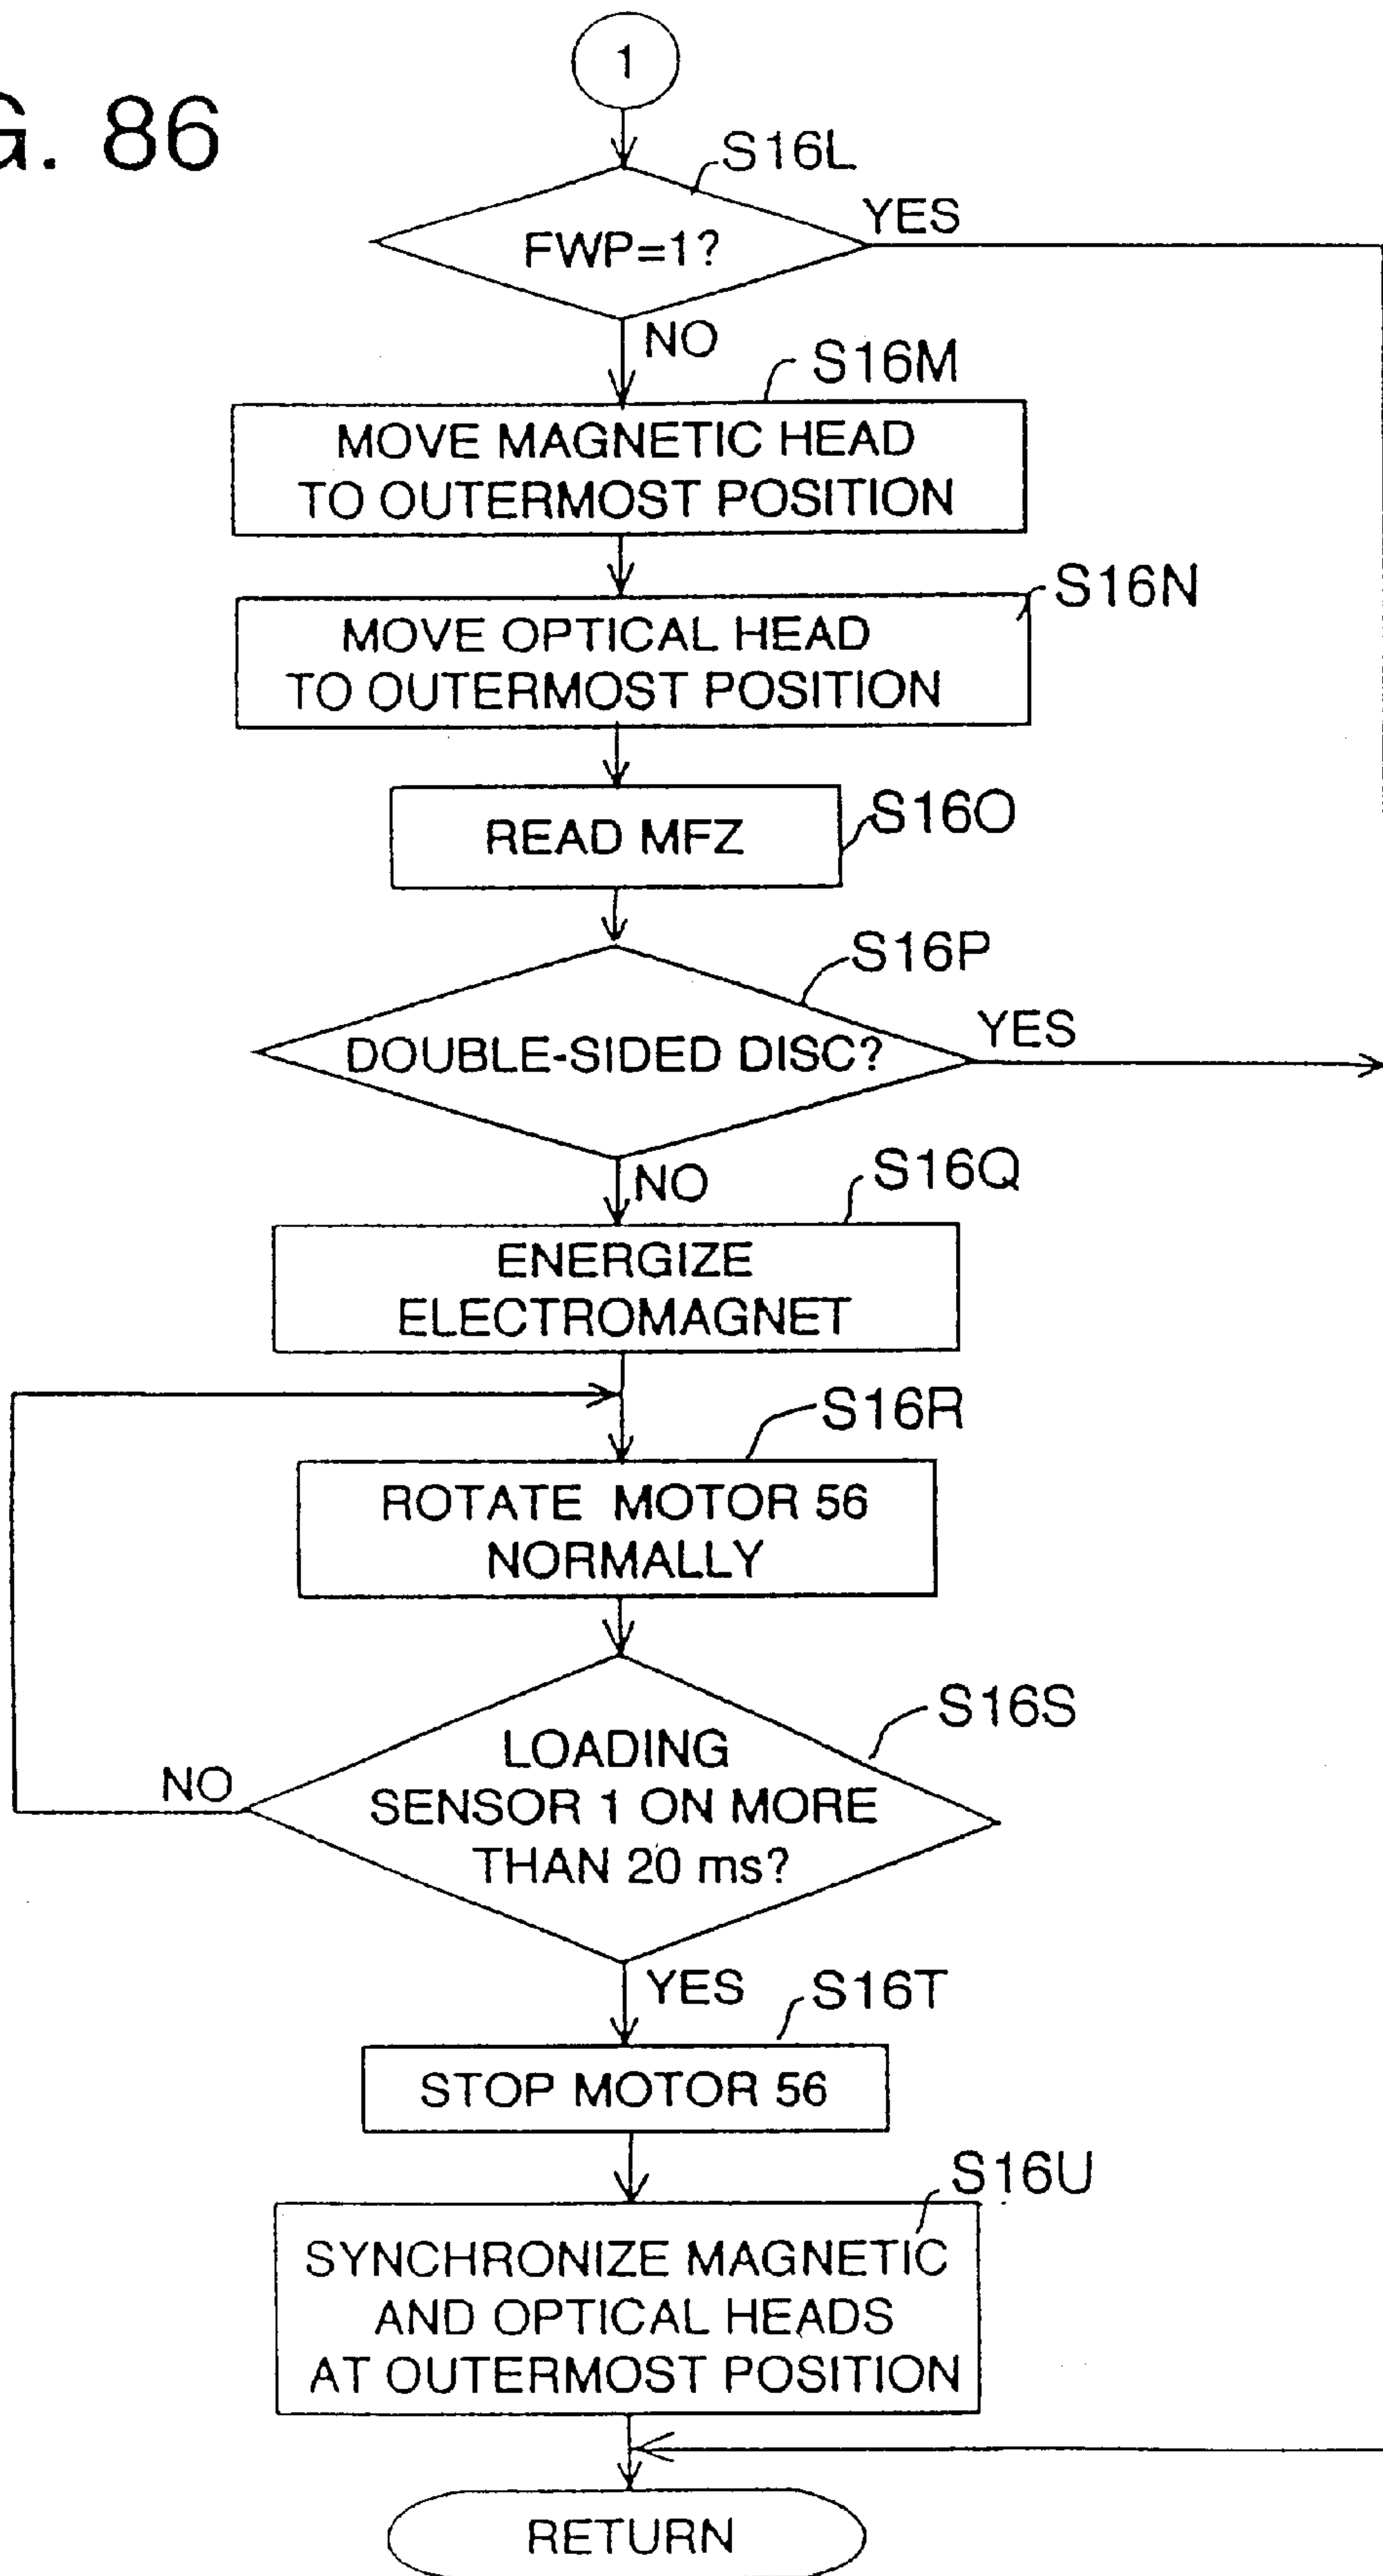 G. 86
1
S16L
FWP=1?
YES
NO
S16M
MOVE MAGNETIC HEAD
TO OUTERMOST POSITION
S16N
MOVE OPTICAL HEAD
TO OUTERMOST POSITION
READ MFZ
S16O
S16P
DOUBLE-SIDED DISC?
YES
NO
S16Q
ENERGIZE
ELECTROMAGNET
S16R
ROTATE MOTOR 56
NORMALLY
S16S
LOADING
SENSOR 1 ON MORE
THAN 20 ms?
NO
YES
S16T
STOP MOTOR 56
S16U
SYNCHRONIZE MAGNETIC
AND OPTICAL HEADS
AT OUTERMOST POSITION
RETURN